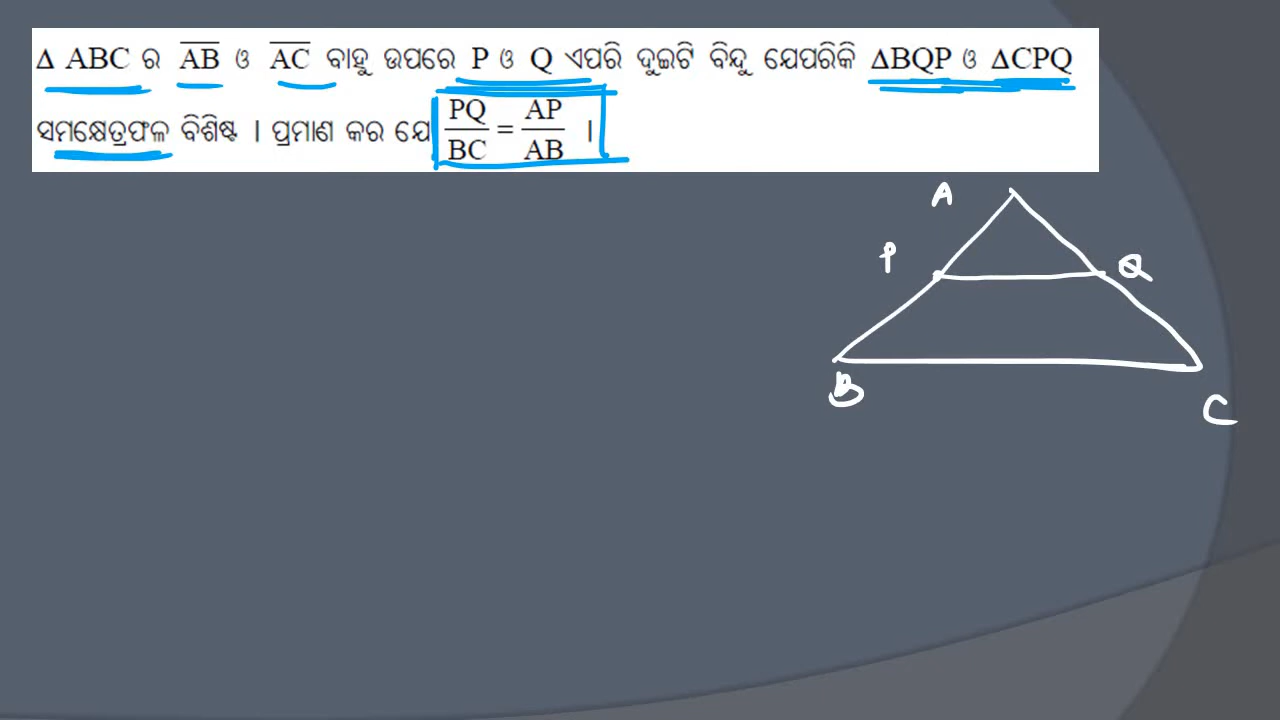 Δ ABC ର AB ଓ AC ବାହୁ ଉପରେ P ଓ Q ଏପରି ଦୁଇଟି ବିନ୍ଦୁ ଯେପରିକି ΔBQP ଓ ΔCPQ
ସମକ୍ଷେତ୍ରଫଳ ବିଶିଷ୍ଟ । ପ୍ରମାଣ କର ଯେ PQ/BC = AP/AB ।
A
P Q
B
C